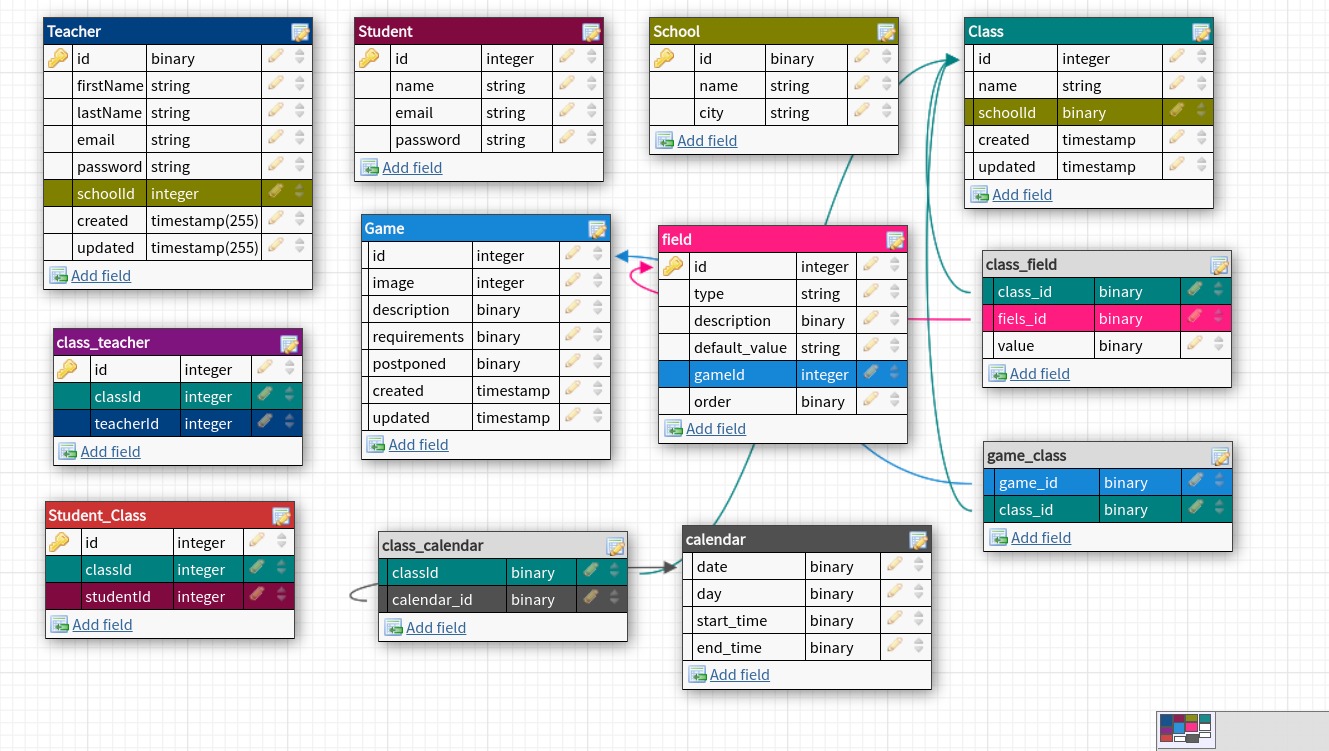 Teacher
id binary
firstName string
lastName string
email string
password string
schoolId integer
created timestamp(255)
updated timestamp(255)
Add field
Student
id integer
name string
email string
password string
Add field
School
id binary
name string
city string
Add field
Class
id integer
name string
schoolId binary
created timestamp
updated timestamp
Add field
Game
id integer
image integer
description binary
requirements binary
postponed binary
created timestamp
updated timestamp
Add field
field
id integer
type string
description binary
default_value string
gameId integer
order binary
Add field
class_field
class_id binary
fiels_id binary
value binary
Add field
class_teacher
id integer
classId integer
teacherId integer
Add field
game_class
game_id binary
class_id binary
Add field
Student_Class
id integer
classId integer
studentId integer
Add field
class_calendar
classId binary
calendar_id binary
Add field
calendar
date binary
day binary
start_time binary
end_time binary
Add field